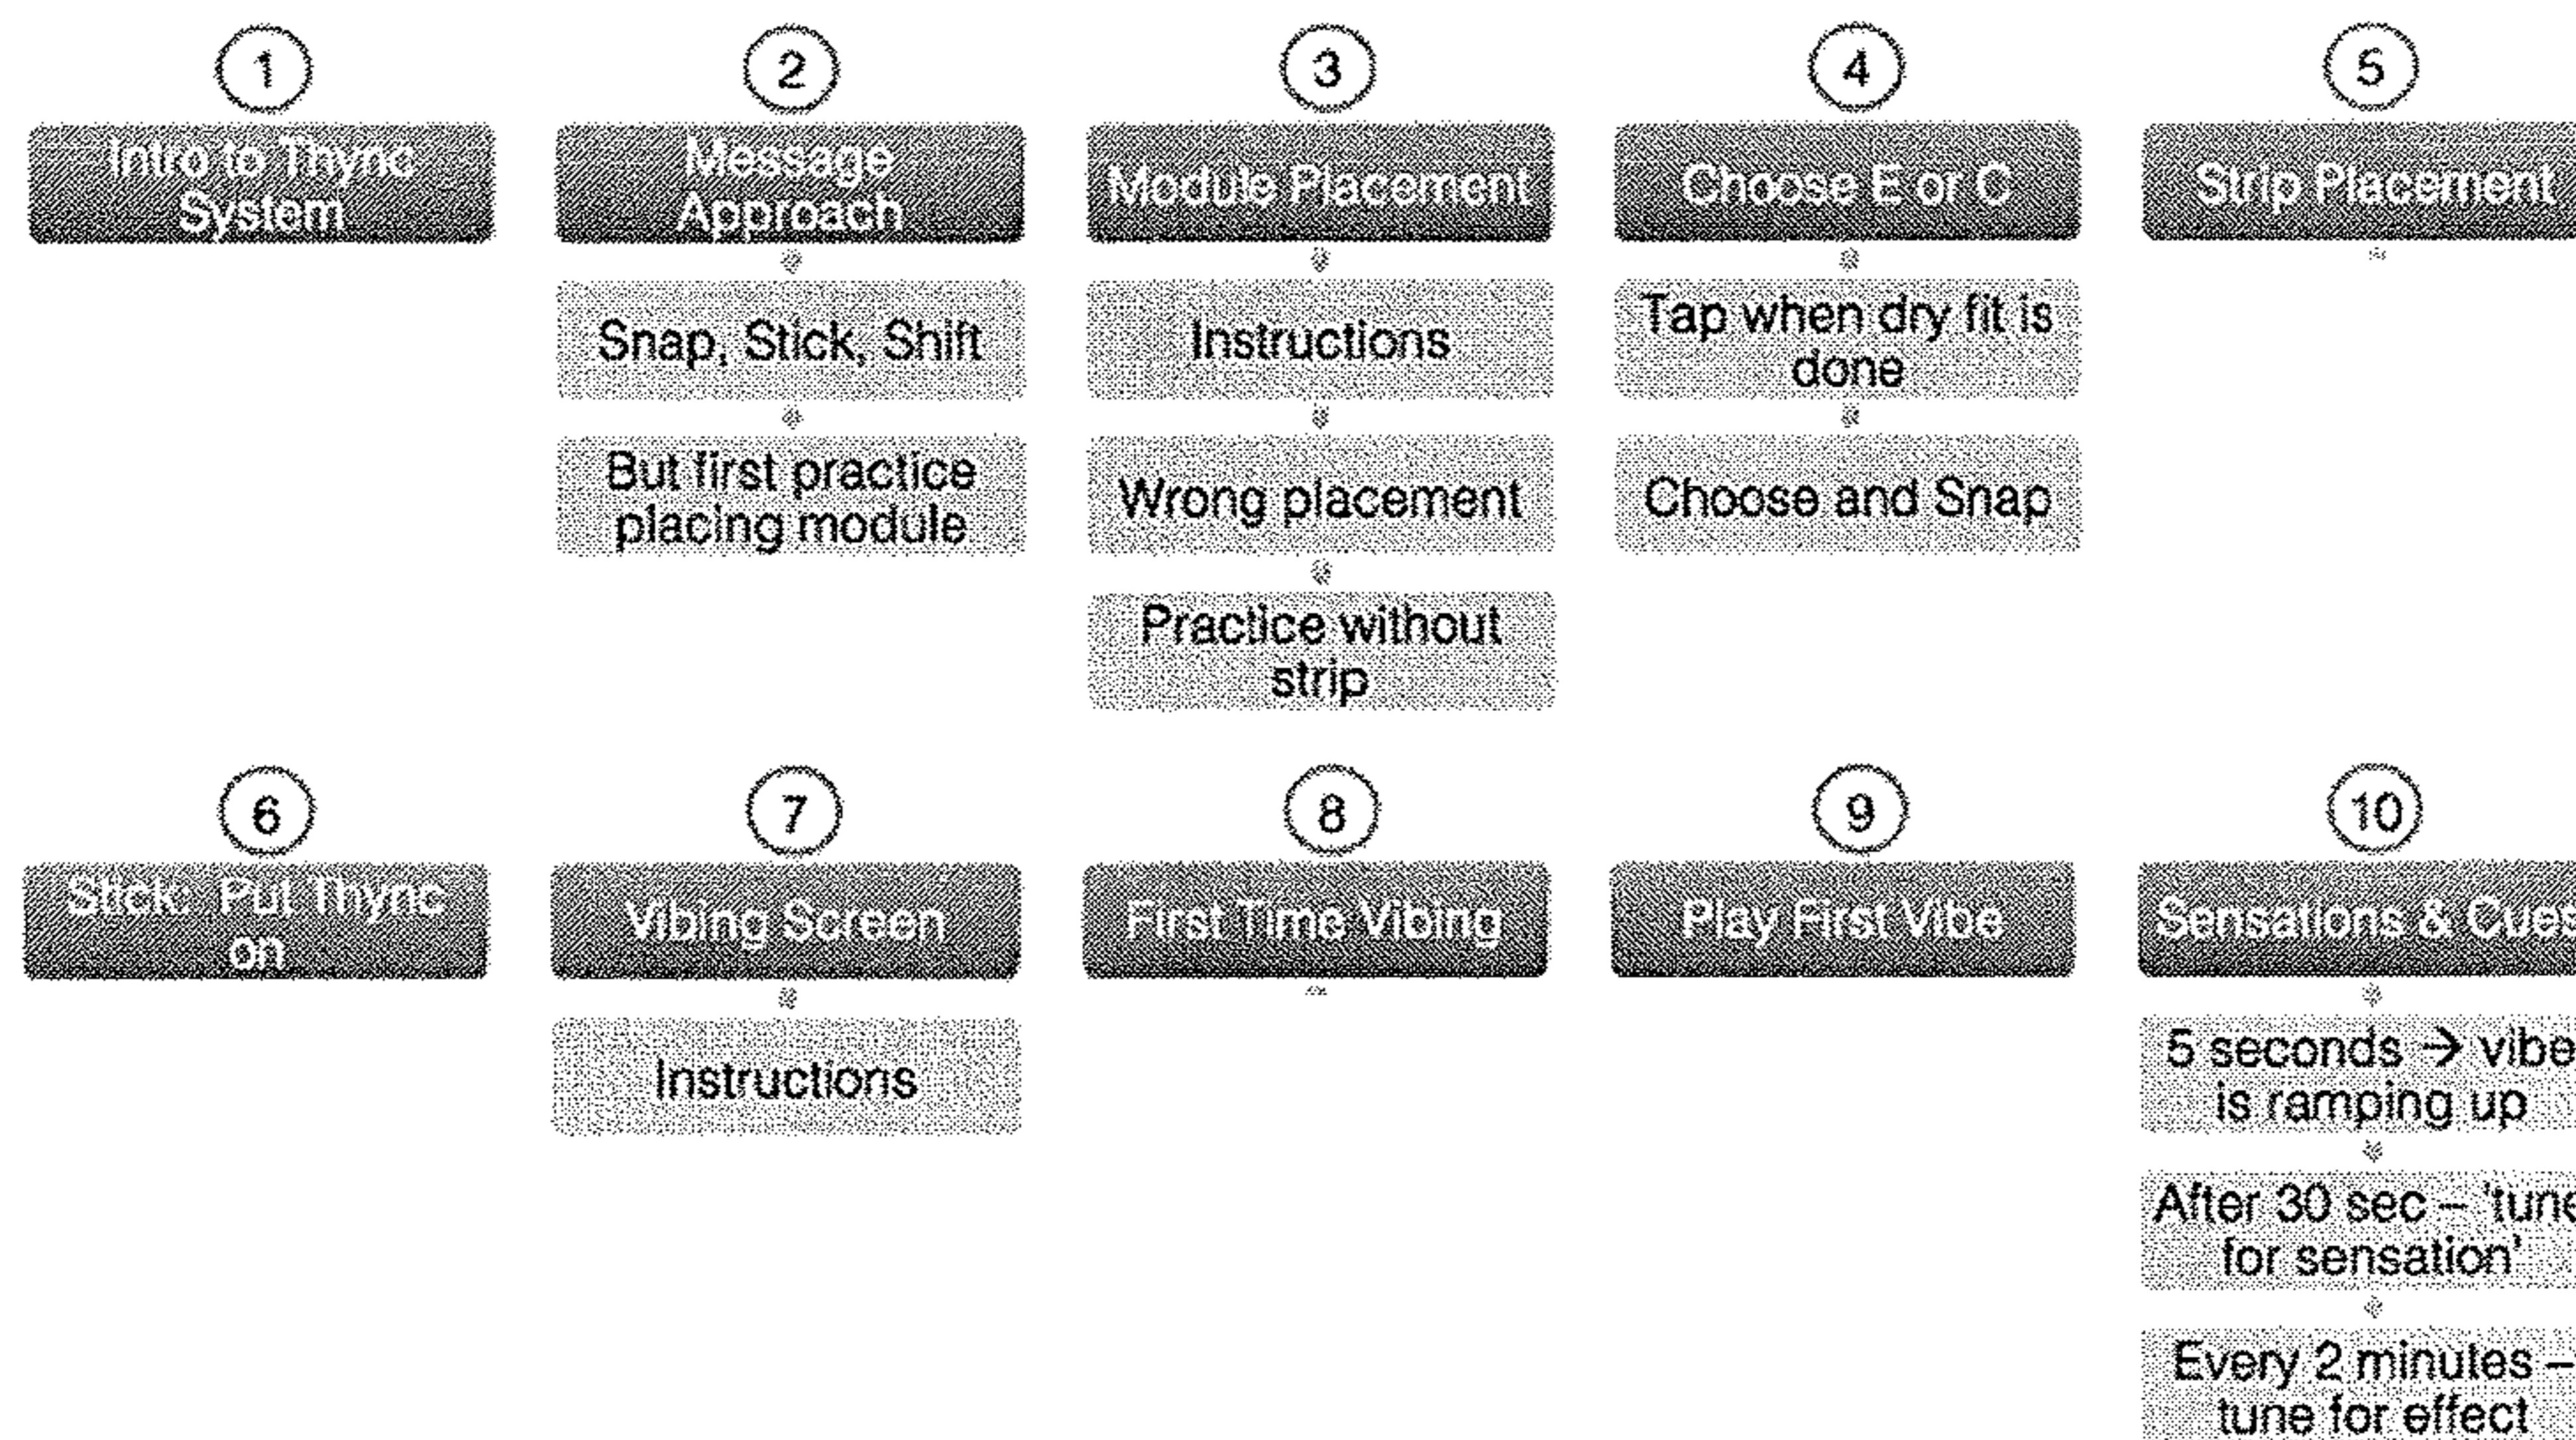 1
Intro to Thync
System
2
Message
Approach
Snap, Stick, Shift
But first practice
placing module
3
Module Placement
Instructions
Wrong placement
Practice without
strip
4
Choose E or C
Tap when dry fit is
done
Choose and Snap
5
Strip Placement
6
Stick: Put Thync
on
7
Vibing Screen
Instructions
8
First Time Vibing
9
Play First Vibe
10
Sensations & Cues
5 seconds → vibe
is ramping up
After 30 sec – 'tune
for sensation'
Every 2 minutes –
tune for effect